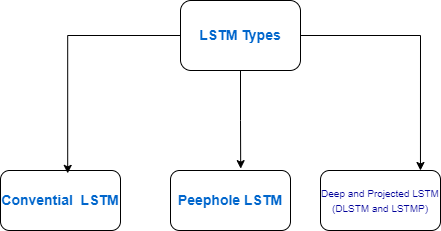 LSTM Types
Convential LSTM
Peephole LSTM
Deep and Projected LSTM
(DLSTM and LSTMP)